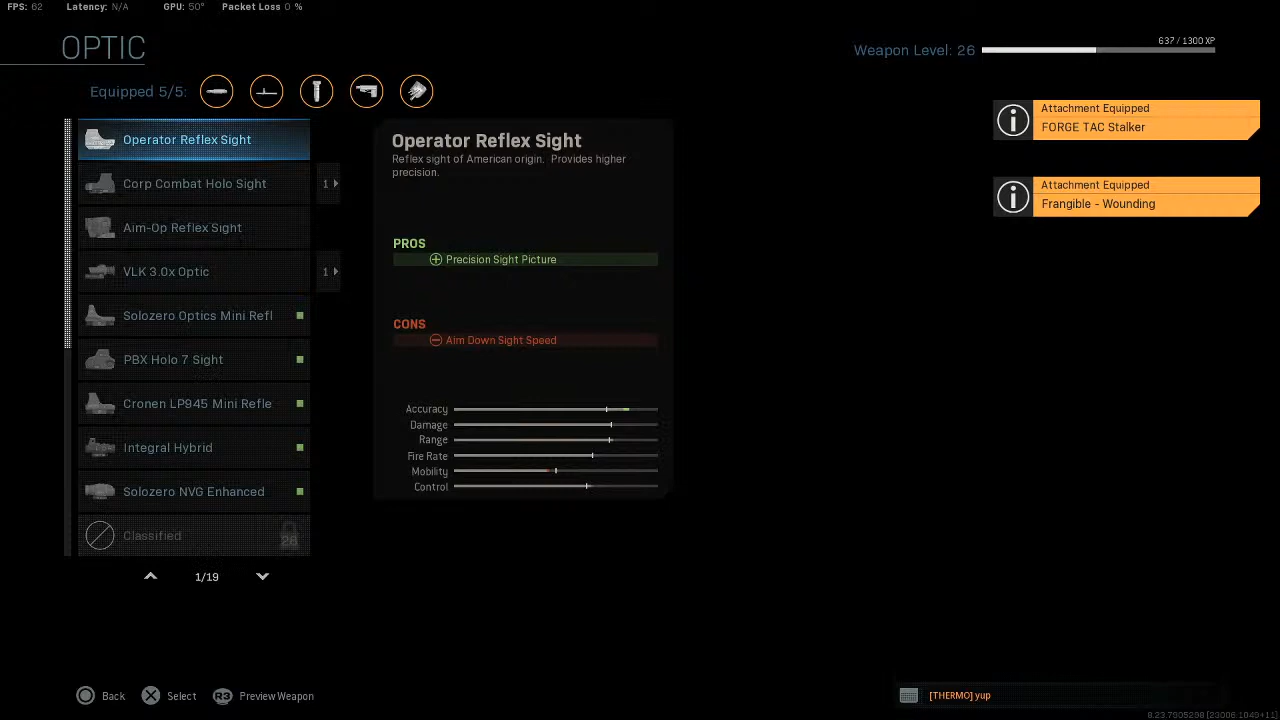 FPS: 62 Latency: N/A GPU: 50° Packet Loss 0 %
OPTIC
Weapon Level: 26
637 / 1300 XP
Equipped 5/5:
Operator Reflex Sight
Corp Combat Holo Sight
1
Aim-Op Reflex Sight
VLK 3.0x Optic
1
Solozero Optics Mini Refl
PBX Holo 7 Sight
Cronen LP945 Mini Refle
Integral Hybrid
Solozero NVG Enhanced
Classified
26
1/19
Operator Reflex Sight
Reflex sight of American origin. Provides higher
precision.
PROS
Precision Sight Picture
CONS
Aim Down Sight Speed
Accuracy
Damage
Range
Fire Rate
Mobility
Control
Attachment Equipped
FORGE TAC Stalker
Attachment Equipped
Frangible - Wounding
Back
Select
R3 Preview Weapon
[THERMO] yup